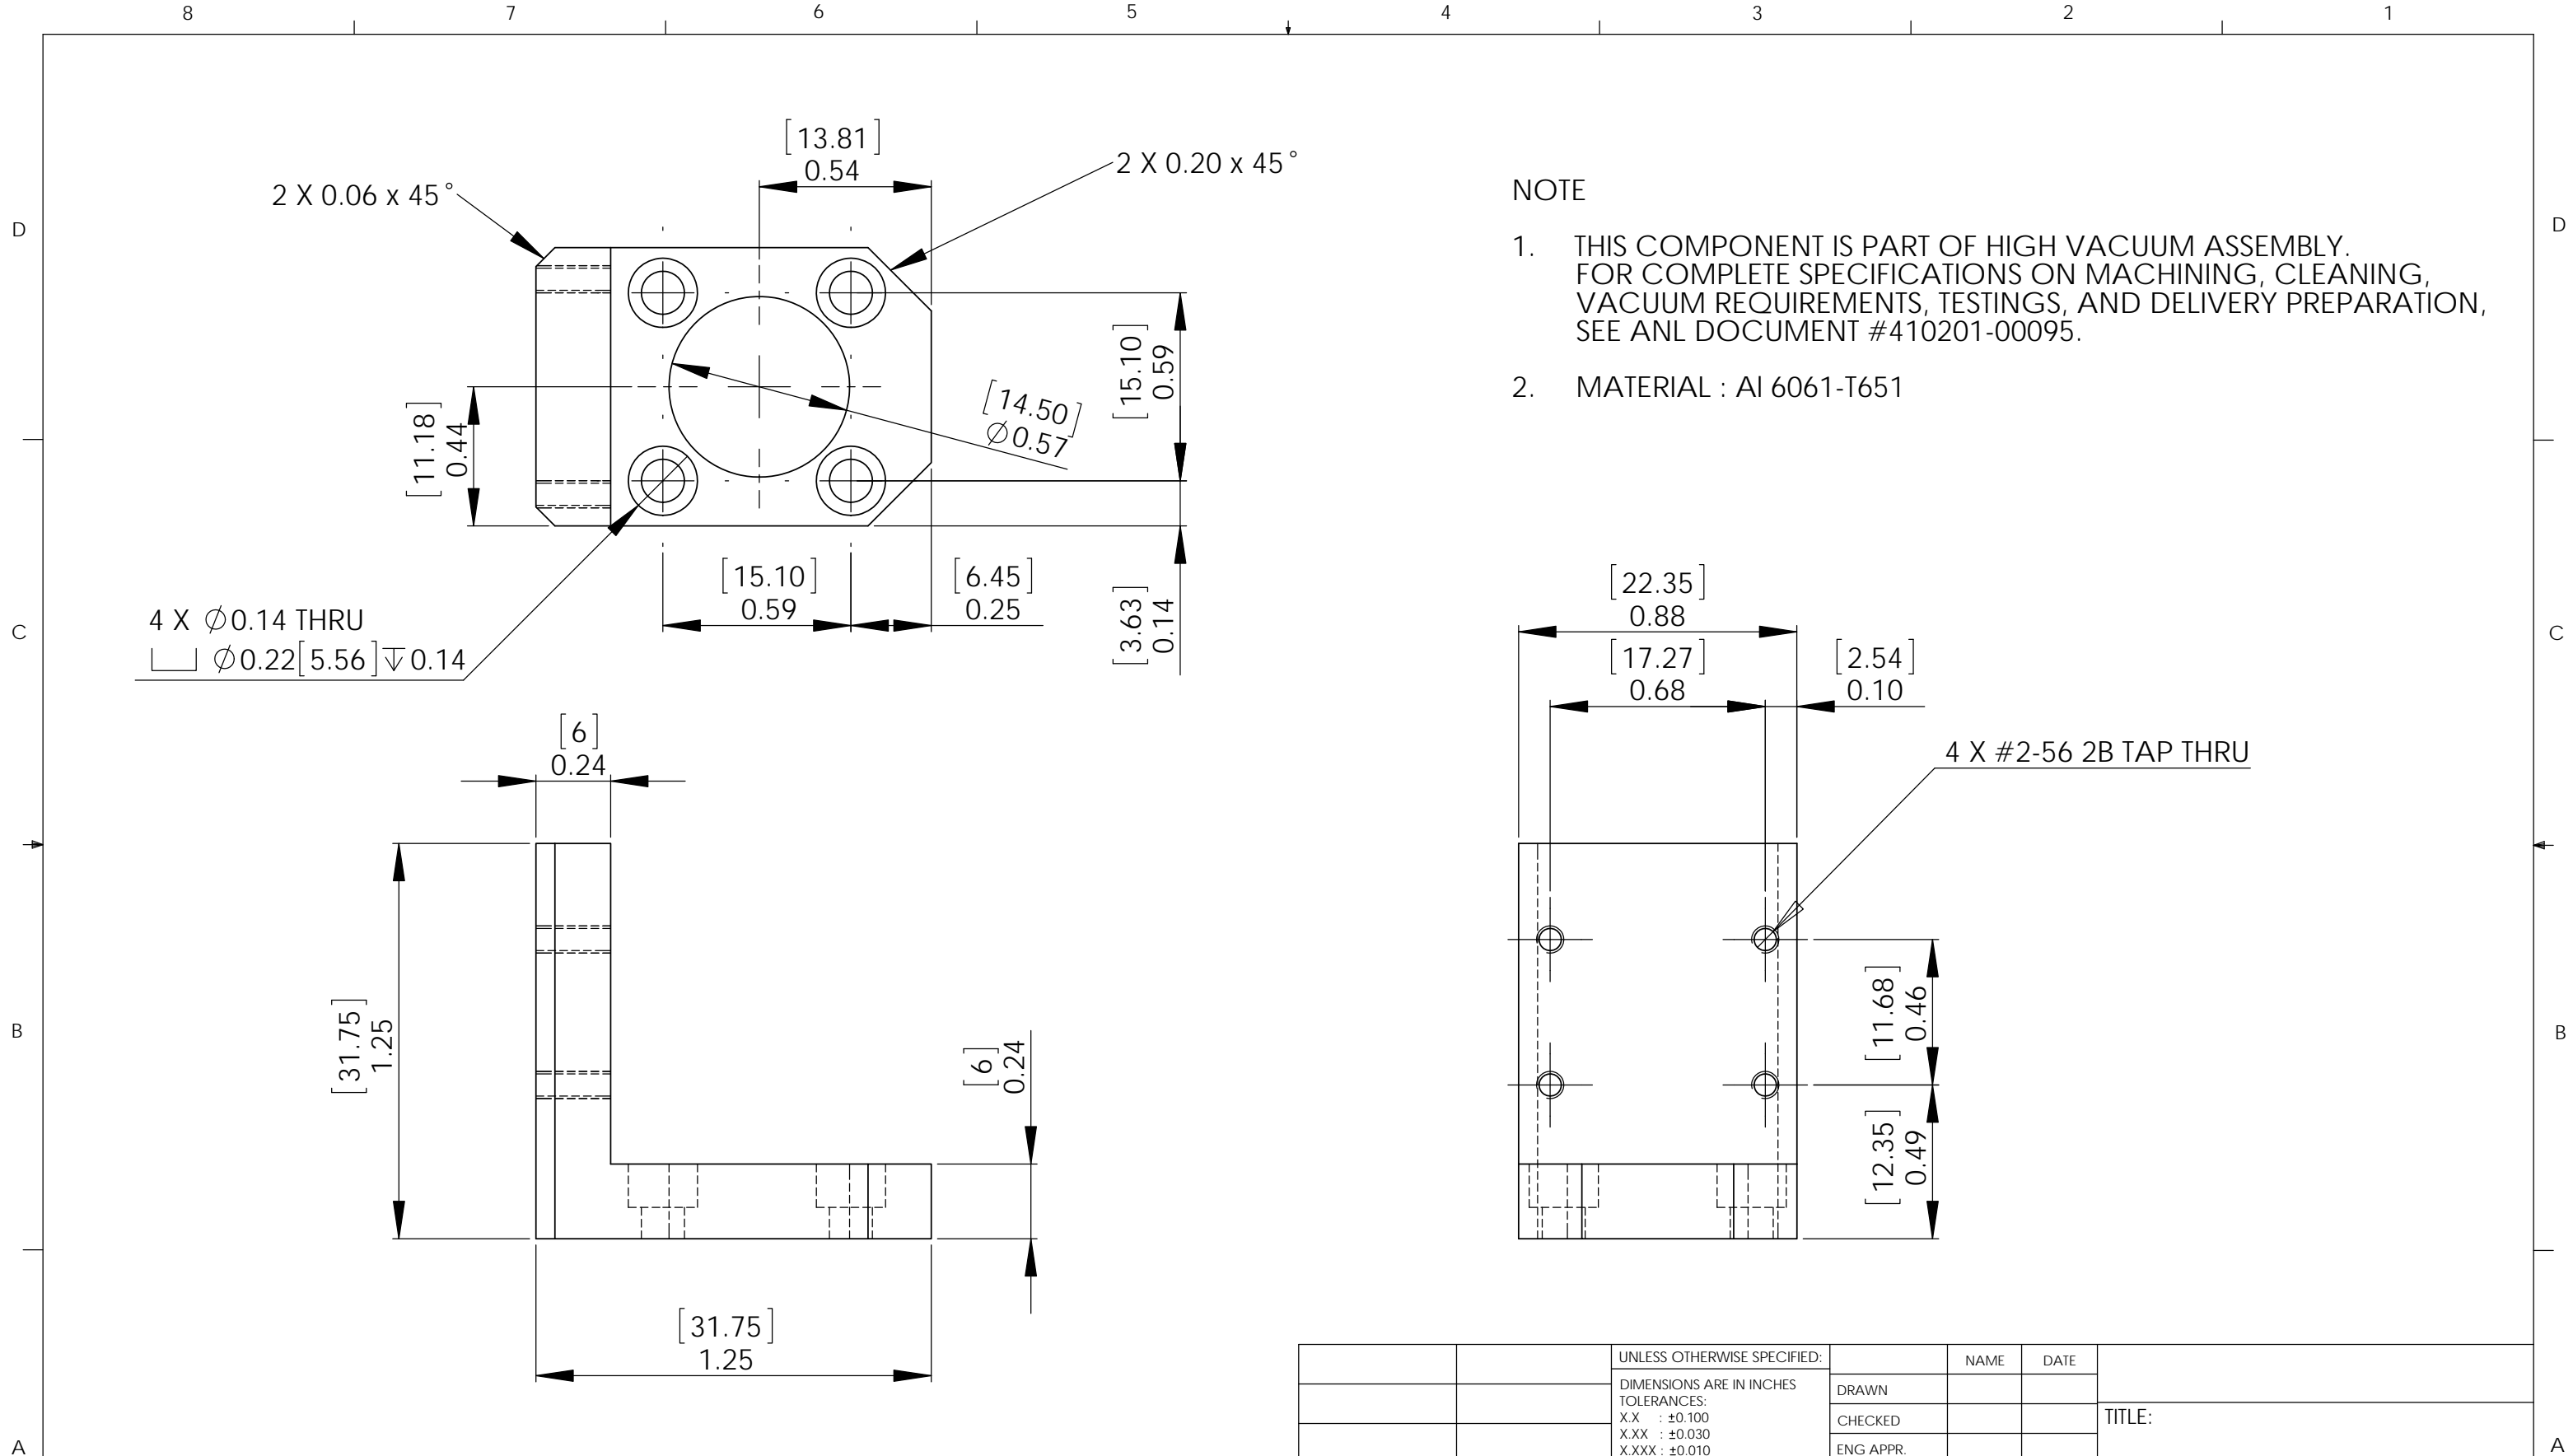 8 7 6 5 4 3 2 1
D D
C C
B B
A A
[13.81]
0.54
2 X 0.20 x 45°
2 X 0.06 x 45°
[15.10]
0.59
[14.50]
Ø0.57
[11.18]
0.44
[15.10]
0.59
[6.45]
0.25
[3.63]
0.14
4 X Ø0.14 THRU
⌴ Ø0.22[5.56]↧0.14
NOTE
1. THIS COMPONENT IS PART OF HIGH VACUUM ASSEMBLY.
FOR COMPLETE SPECIFICATIONS ON MACHINING, CLEANING,
VACUUM REQUIREMENTS, TESTINGS, AND DELIVERY PREPARATION,
SEE ANL DOCUMENT #410201-00095.
2. MATERIAL : Al 6061-T651
[6]
0.24
[31.75]
1.25
[6]
0.24
[31.75]
1.25
[22.35]
0.88
[17.27]
0.68
[2.54]
0.10
4 X #2-56 2B TAP THRU
[11.68]
0.46
[12.35]
0.49
UNLESS OTHERWISE SPECIFIED:
DIMENSIONS ARE IN INCHES
TOLERANCES:
X.X : ±0.100
X.XX : ±0.030
X.XXX : ±0.010
NAME DATE
DRAWN
CHECKED
ENG APPR.
TITLE: